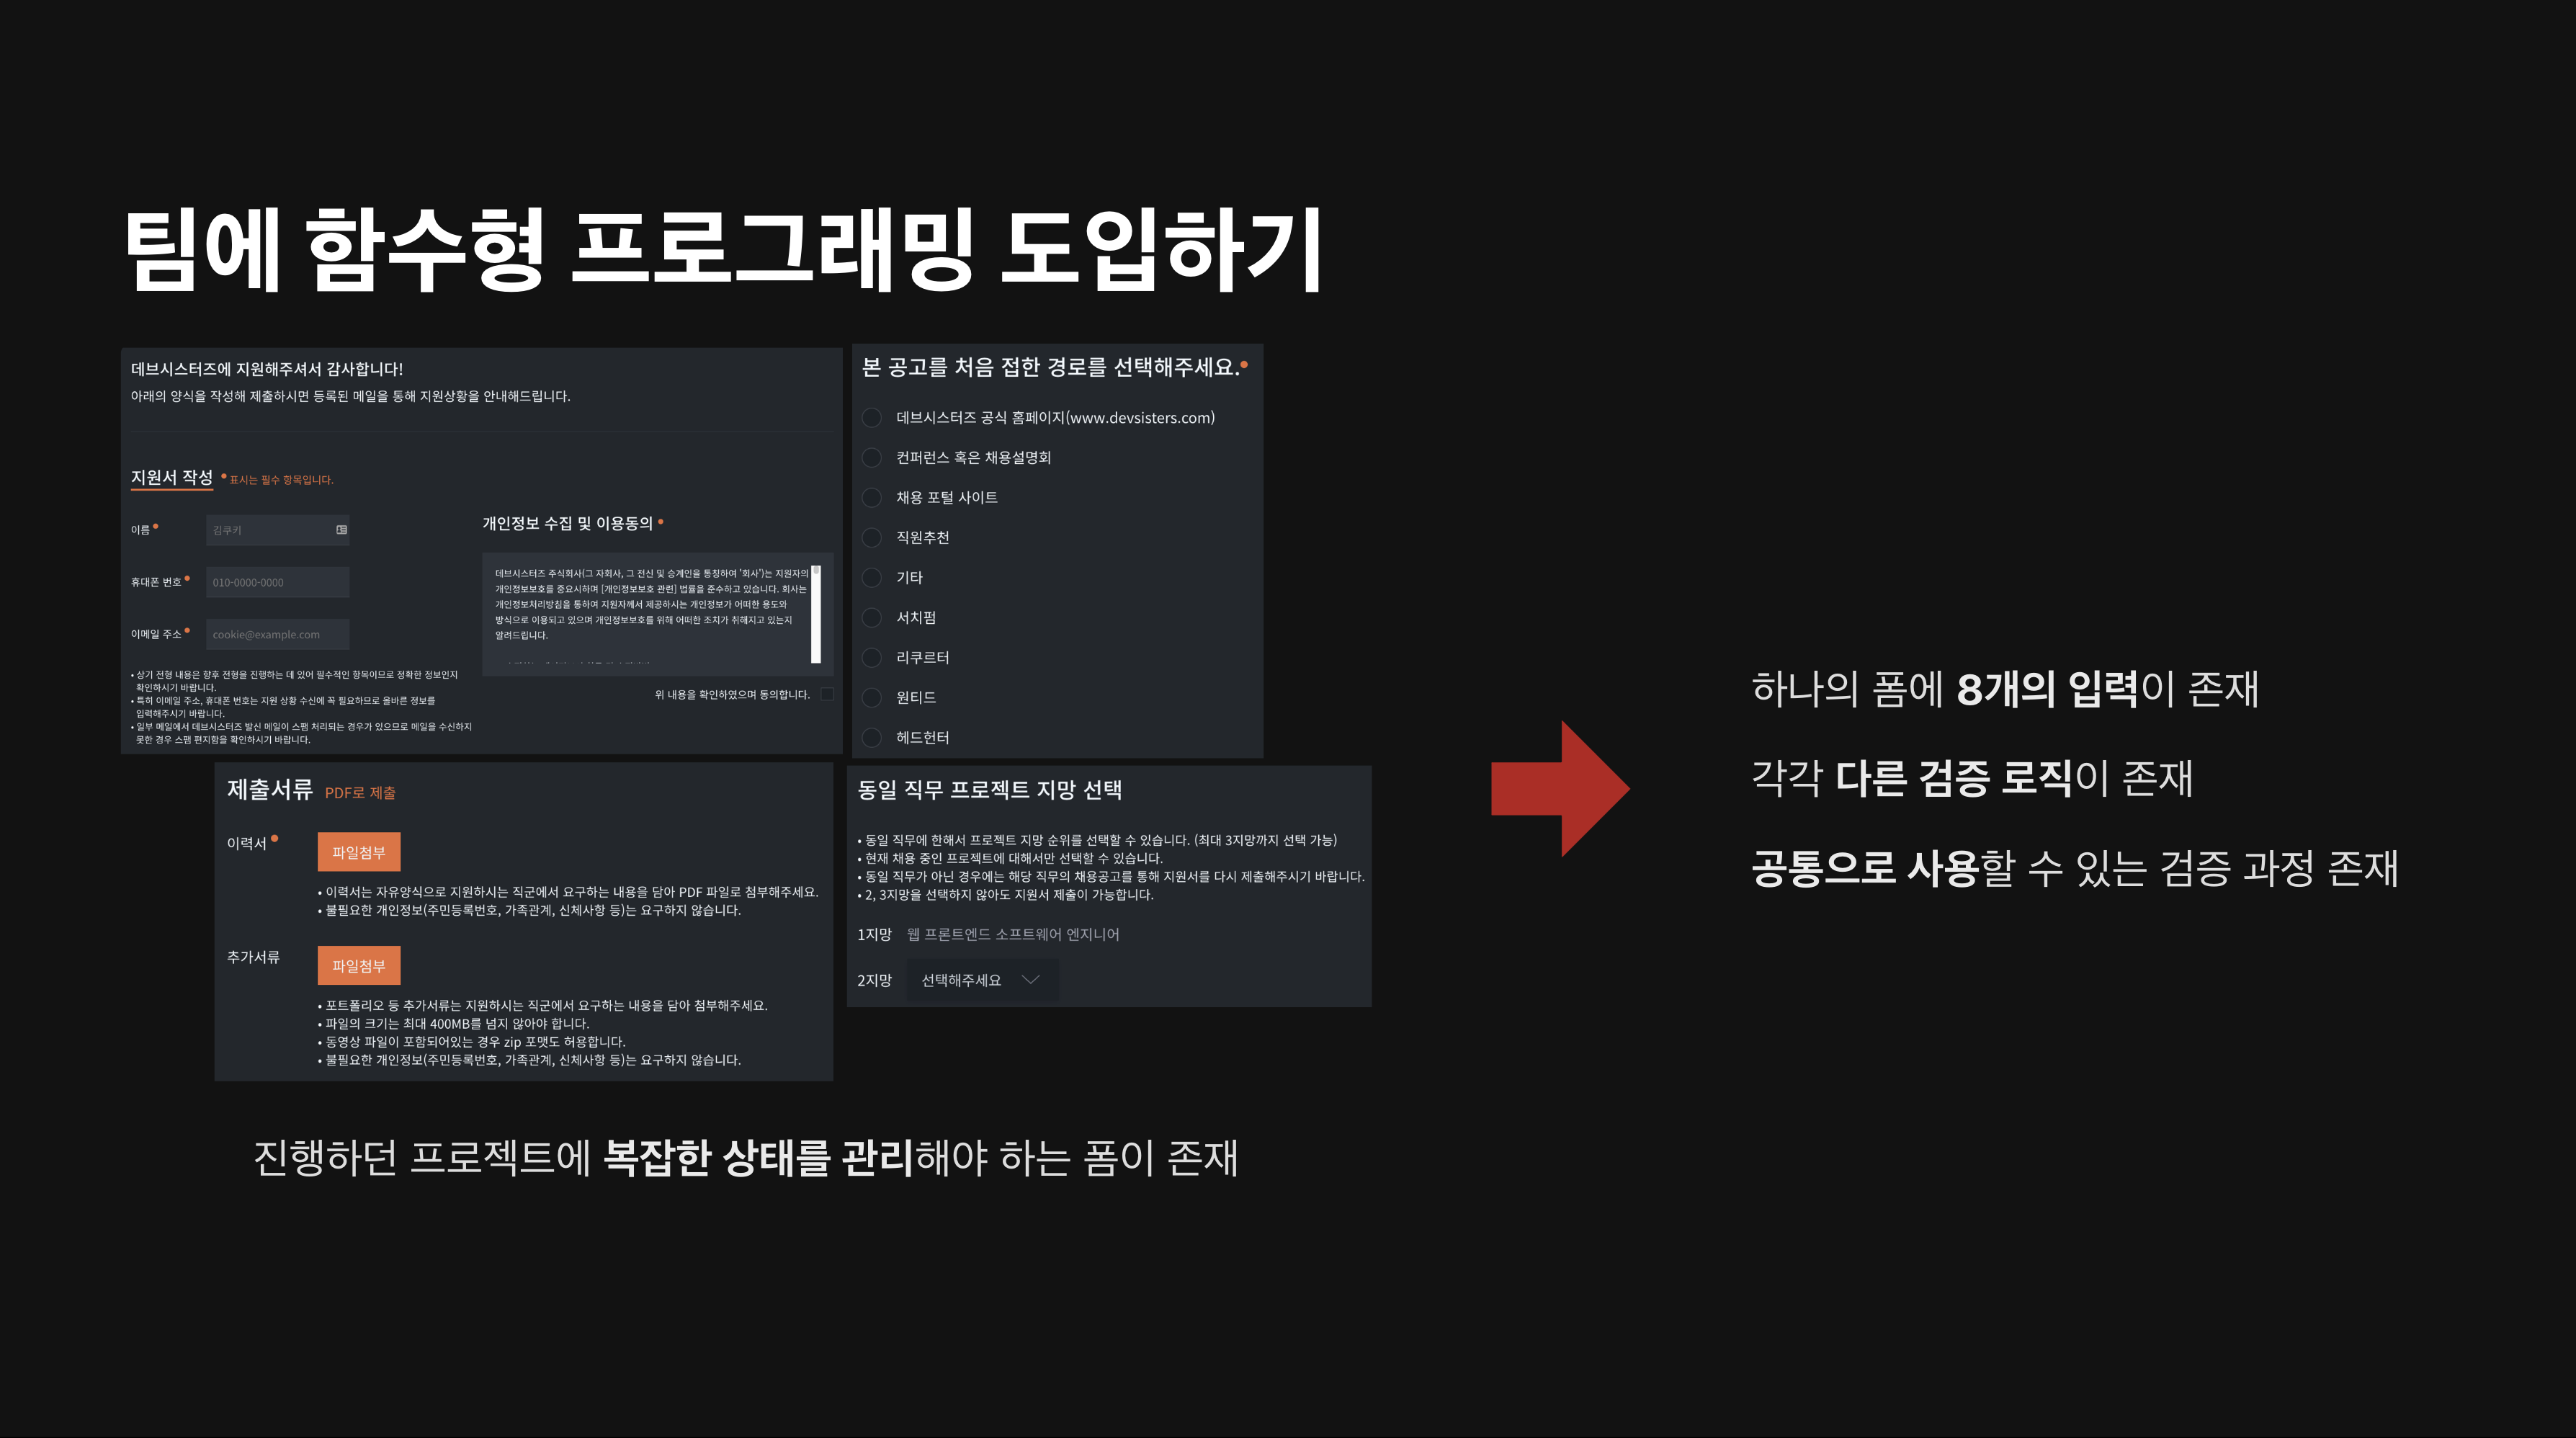 팀에 함수형 프로그래밍 도입하기
데브시스터즈에 지원해주셔서 감사합니다!
아래의 양식을 작성해 제출하시면 등록된 메일을 통해 지원상황을 안내해드립니다.
지원서 작성 • 표시는 필수 항목입니다.
이름 • 김쿠키
휴대폰 번호 • 010-0000-0000
이메일 주소 • cookie@example.com
• 상기 전형 내용은 향후 전형을 진행하는 데 있어 필수적인 항목이므로 정확한 정보인지
확인하시기 바랍니다.
• 특히 이메일 주소, 휴대폰 번호는 지원 상황 수신에 꼭 필요하므로 올바른 정보를
입력해주시기 바랍니다.
• 일부 메일에서 데브시스터즈 발신 메일이 스팸 처리되는 경우가 있으므로 메일을 수신하지
못한 경우 스팸 편지함을 확인하시기 바랍니다.
개인정보 수집 및 이용동의 •
데브시스터즈 주식회사(그 자회사, 그 전신 및 승계인을 통칭하여 '회사')는 지원자의
개인정보보호를 중요시하며 [개인정보보호 관련] 법률을 준수하고 있습니다. 회사는
개인정보처리방침을 통하여 지원자께서 제공하시는 개인정보가 어떠한 용도와
방식으로 이용되고 있으며 개인정보보호를 위해 어떠한 조치가 취해지고 있는지
알려드립니다.
위 내용을 확인하였으며 동의합니다.
본 공고를 처음 접한 경로를 선택해주세요. •
데브시스터즈 공식 홈페이지(www.devsisters.com)
컨퍼런스 혹은 채용설명회
채용 포털 사이트
직원추천
기타
서치펌
리쿠르터
원티드
헤드헌터
제출서류 PDF로 제출
이력서 • 파일첨부
• 이력서는 자유양식으로 지원하시는 직군에서 요구하는 내용을 담아 PDF 파일로 첨부해주세요.
• 불필요한 개인정보(주민등록번호, 가족관계, 신체사항 등)는 요구하지 않습니다.
추가서류 파일첨부
• 포트폴리오 등 추가서류는 지원하시는 직군에서 요구하는 내용을 담아 첨부해주세요.
• 파일의 크기는 최대 400MB를 넘지 않아야 합니다.
• 동영상 파일이 포함되어있는 경우 zip 포맷도 허용합니다.
• 불필요한 개인정보(주민등록번호, 가족관계, 신체사항 등)는 요구하지 않습니다.
동일 직무 프로젝트 지망 선택
• 동일 직무에 한해서 프로젝트 지망 순위를 선택할 수 있습니다. (최대 3지망까지 선택 가능)
• 현재 채용 중인 프로젝트에 대해서만 선택할 수 있습니다.
• 동일 직무가 아닌 경우에는 해당 직무의 채용공고를 통해 지원서를 다시 제출해주시기 바랍니다.
• 2, 3지망을 선택하지 않아도 지원서 제출이 가능합니다.
1지망 웹 프론트엔드 소프트웨어 엔지니어
2지망 선택해주세요
진행하던 프로젝트에 복잡한 상태를 관리해야 하는 폼이 존재
하나의 폼에 8개의 입력이 존재
각각 다른 검증 로직이 존재
공통으로 사용할 수 있는 검증 과정 존재